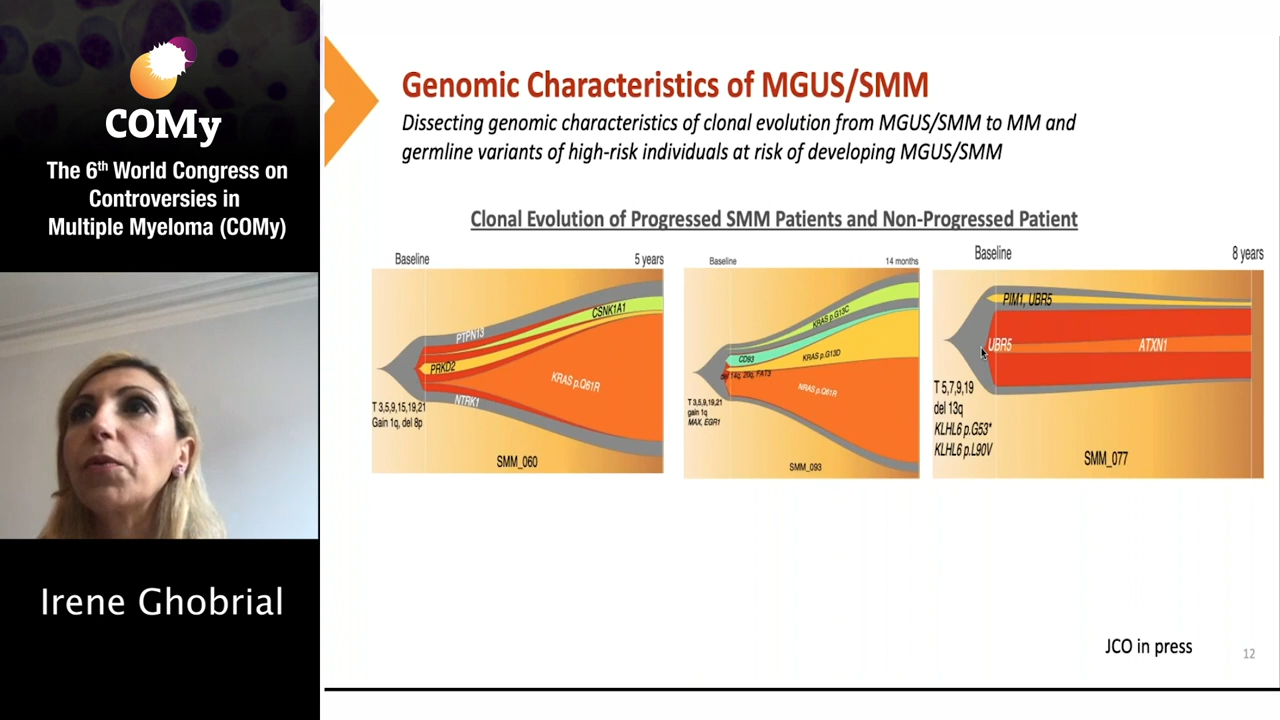 COMy
The 6th World Congress on
Controversies in
Multiple Myeloma (COMy)
Irene Ghobrial
Genomic Characteristics of MGUS/SMM
Dissecting genomic characteristics of clonal evolution from MGUS/SMM to MM and
germline variants of high-risk individuals at risk of developing MGUS/SMM
Clonal Evolution of Progressed SMM Patients and Non-Progressed Patient
Baseline
5 years
PTPN13
CSNK1A1
PRKD2
KRAS p.Q61R
NTRK1
T 3,5,9,15,19,21
Gain 1q, del 8p
SMM_060
Baseline
14 months
KRAS p.G13C
CD93
KRAS p.G13D
del 14q, 20q, FAT3
NRAS p.Q61R
T 3,5,9,19,21
gain 1q
MAX, EGR1
SMM_093
Baseline
8 years
PIM1, UBR5
UBR5
ATXN1
T 5,7,9,19
del 13q
KLHL6 p.G53*
KLHL6 p.L90V
SMM_077
JCO in press
12